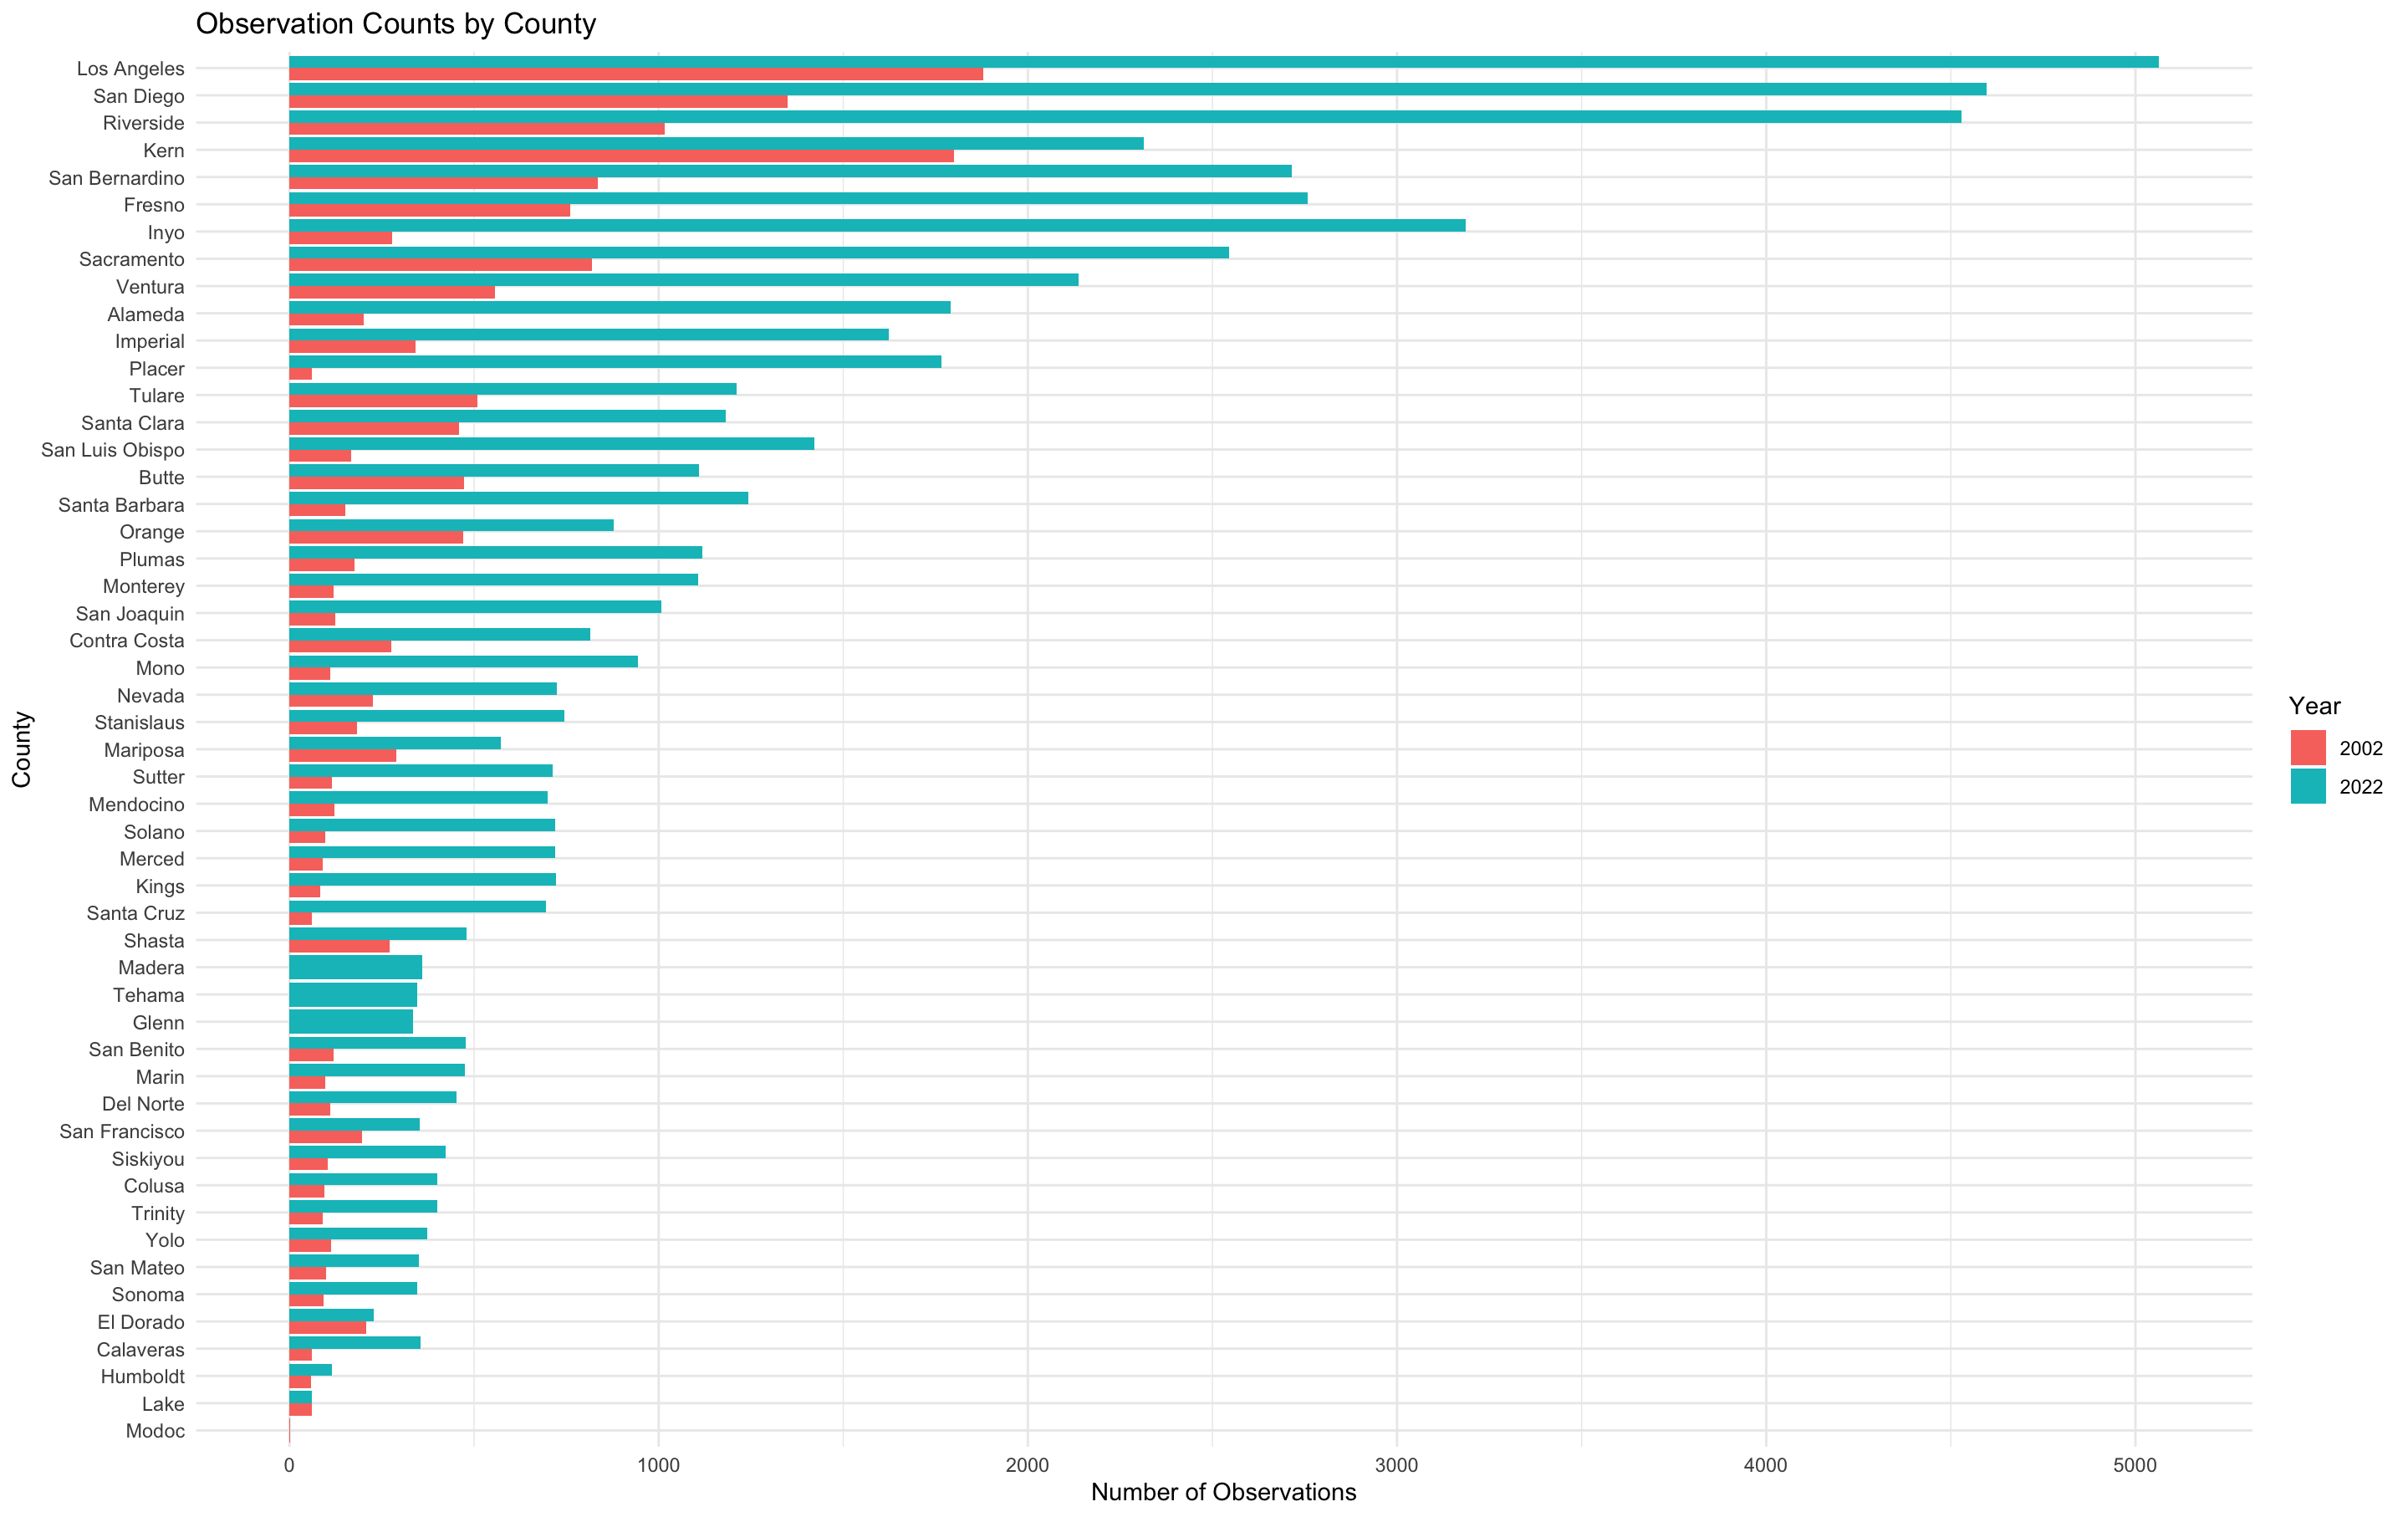 Observation Counts by County
Los Angeles
San Diego
Riverside
Kern
San Bernardino
Fresno
Inyo
Sacramento
Ventura
Alameda
Imperial
Placer
Tulare
Santa Clara
San Luis Obispo
Butte
Santa Barbara
Orange
Plumas
Monterey
San Joaquin
Contra Costa
Mono
Nevada
Stanislaus
Mariposa
Sutter
Mendocino
Solano
Merced
Kings
Santa Cruz
Shasta
Madera
Tehama
Glenn
San Benito
Marin
Del Norte
San Francisco
Siskiyou
Colusa
Trinity
Yolo
San Mateo
Sonoma
El Dorado
Calaveras
Humboldt
Lake
Modoc
County
0 1000 2000 3000 4000 5000
Number of Observations
Year
2002
2022